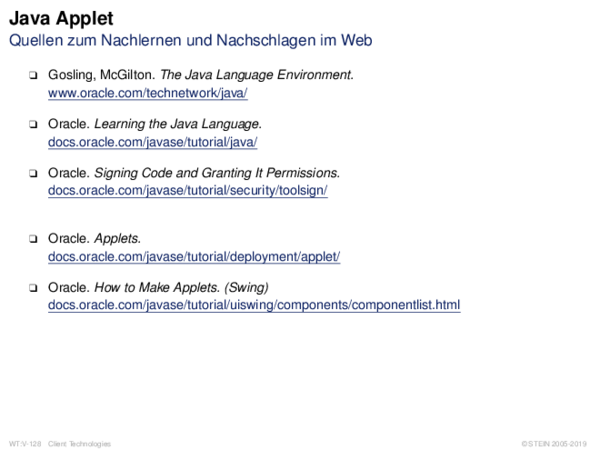 Java Applet
Quellen zum Nachlernen und Nachschlagen im Web
❑ Gosling, McGilton. The Java Language Environment.
www.oracle.com/technetwork/java/
❑ Oracle. Learning the Java Language.
docs.oracle.com/javase/tutorial/java/
❑ Oracle. Signing Code and Granting It Permissions.
docs.oracle.com/javase/tutorial/security/toolsign/
❑ Oracle. Applets.
docs.oracle.com/javase/tutorial/deployment/applet/
❑ Oracle. How to Make Applets. (Swing)
docs.oracle.com/javase/tutorial/uiswing/components/componentlist.html
WT:V-128 Client Technologies © STEIN 2005-2019